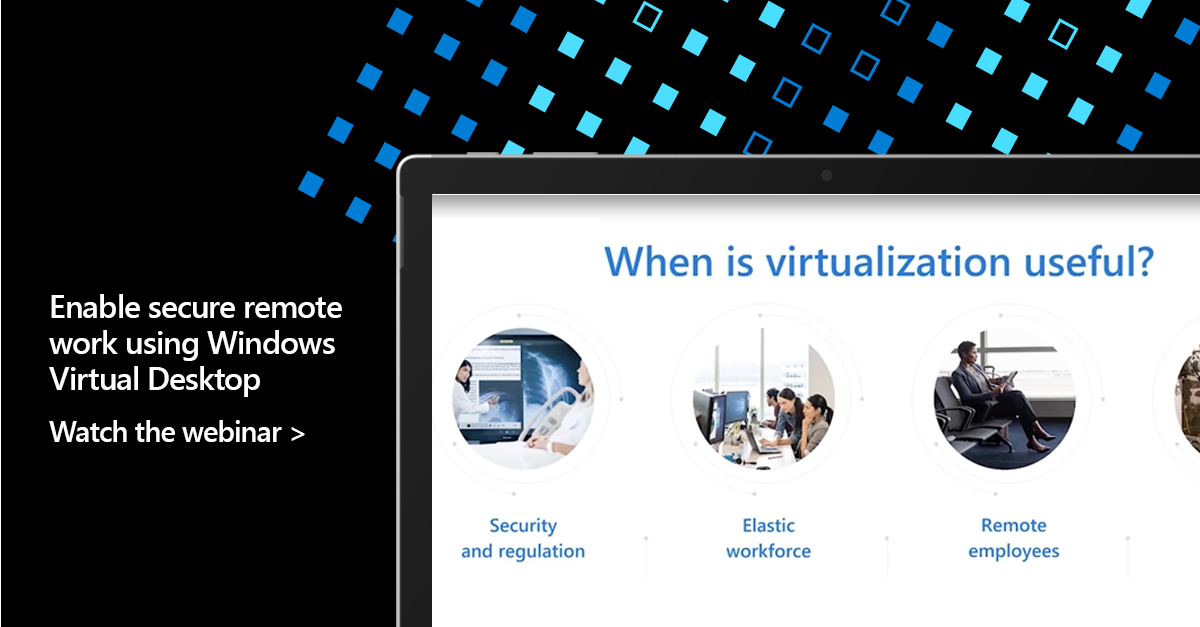 Enable secure remote
work using Windows
Virtual Desktop
Watch the webinar >
When is virtualization useful?
Security
and regulation
Elastic
workforce
Remote
employees